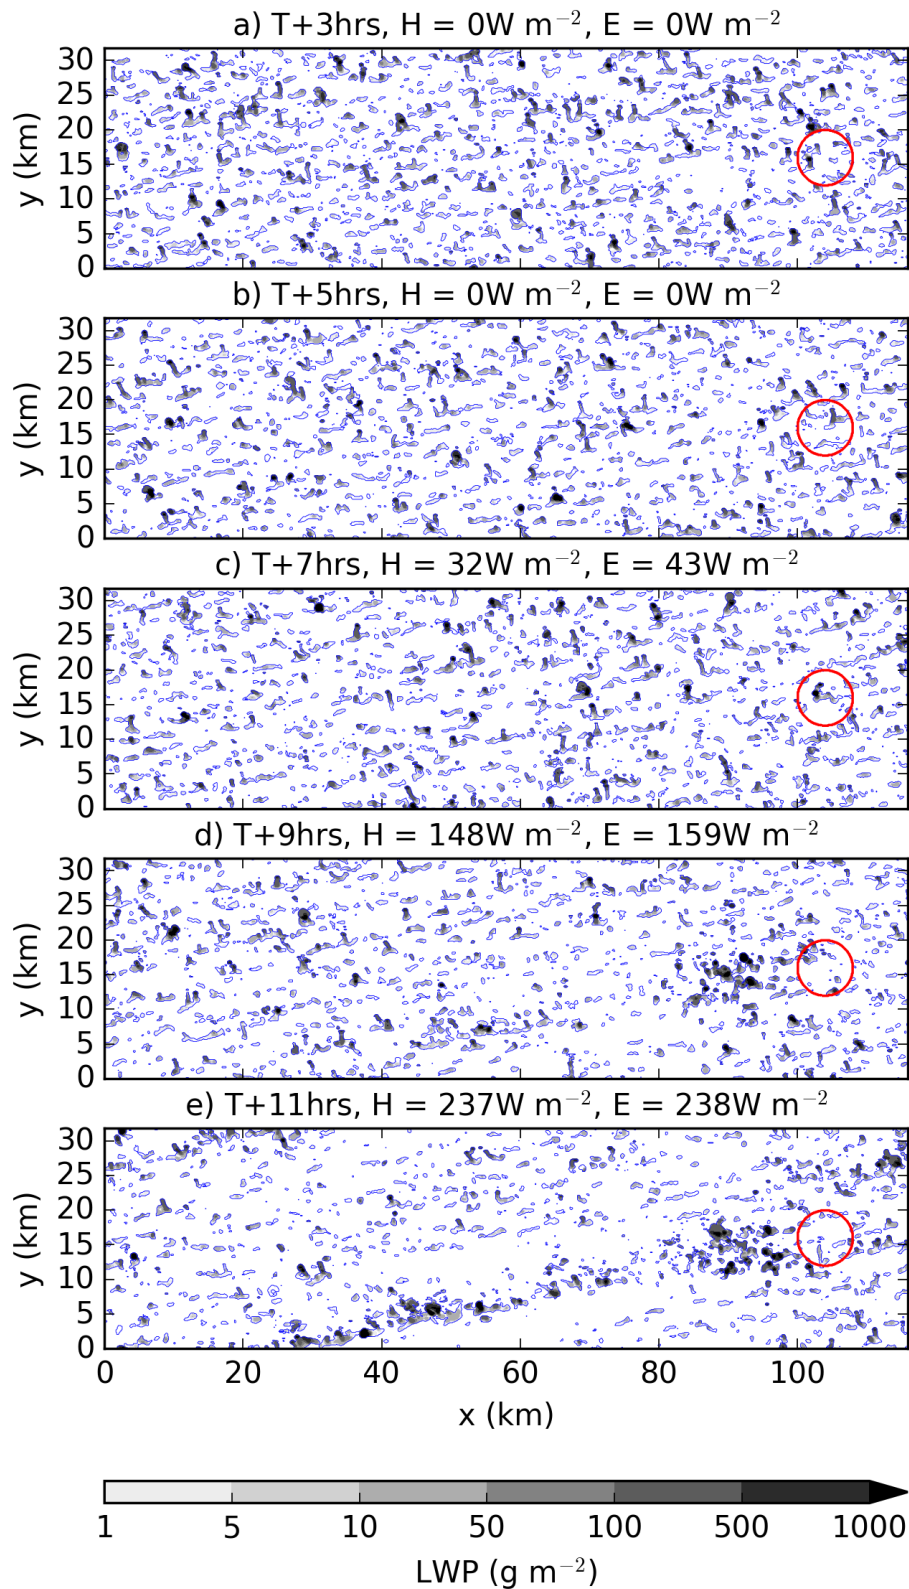 a) T+3hrs, H = 0W m⁻², E = 0W m⁻²
30
25
20
15
10
5
0
y (km)
b) T+5hrs, H = 0W m⁻², E = 0W m⁻²
30
25
20
15
10
5
0
y (km)
c) T+7hrs, H = 32W m⁻², E = 43W m⁻²
30
25
20
15
10
5
0
y (km)
d) T+9hrs, H = 148W m⁻², E = 159W m⁻²
30
25
20
15
10
5
0
y (km)
e) T+11hrs, H = 237W m⁻², E = 238W m⁻²
30
25
20
15
10
5
0
y (km)
0 20 40 60 80 100
x (km)
1 5 10 50 100 500 1000
LWP (g m⁻²)